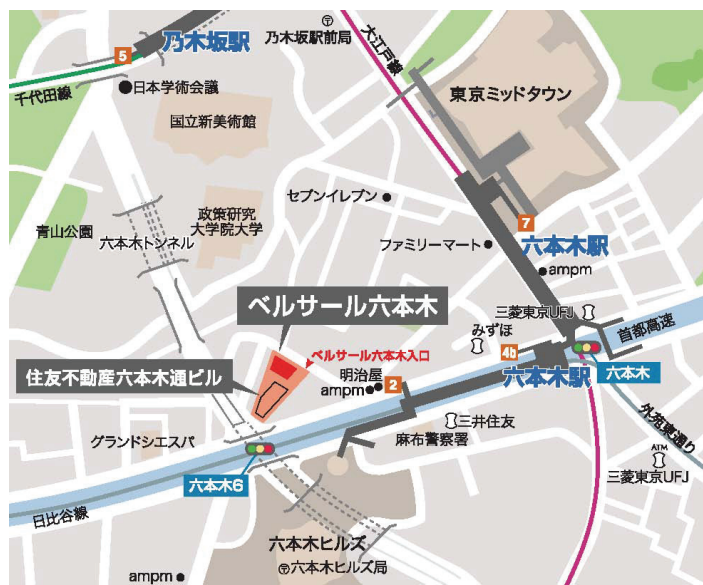 乃木坂駅
5
千代田線
日本学術会議
国立新美術館
乃木坂駅前局
大江戸線
東京ミッドタウン
セブンイレブン
政策研究
大学院大学
青山公園
六本木トンネル
ファミリーマート
7
六本木駅
ampm
ベルサール六本木
三菱東京UFJ
首都高速
みずほ
ベルサール六本木入口
4b
六本木駅
六本木
住友不動産六本木通ビル
明治屋
ampm
2
三井住友
麻布警察署
外苑東通り
グランドシエスパ
ATM
三菱東京UFJ
六本木6
日比谷線
六本木ヒルズ
六本木ヒルズ局
ampm